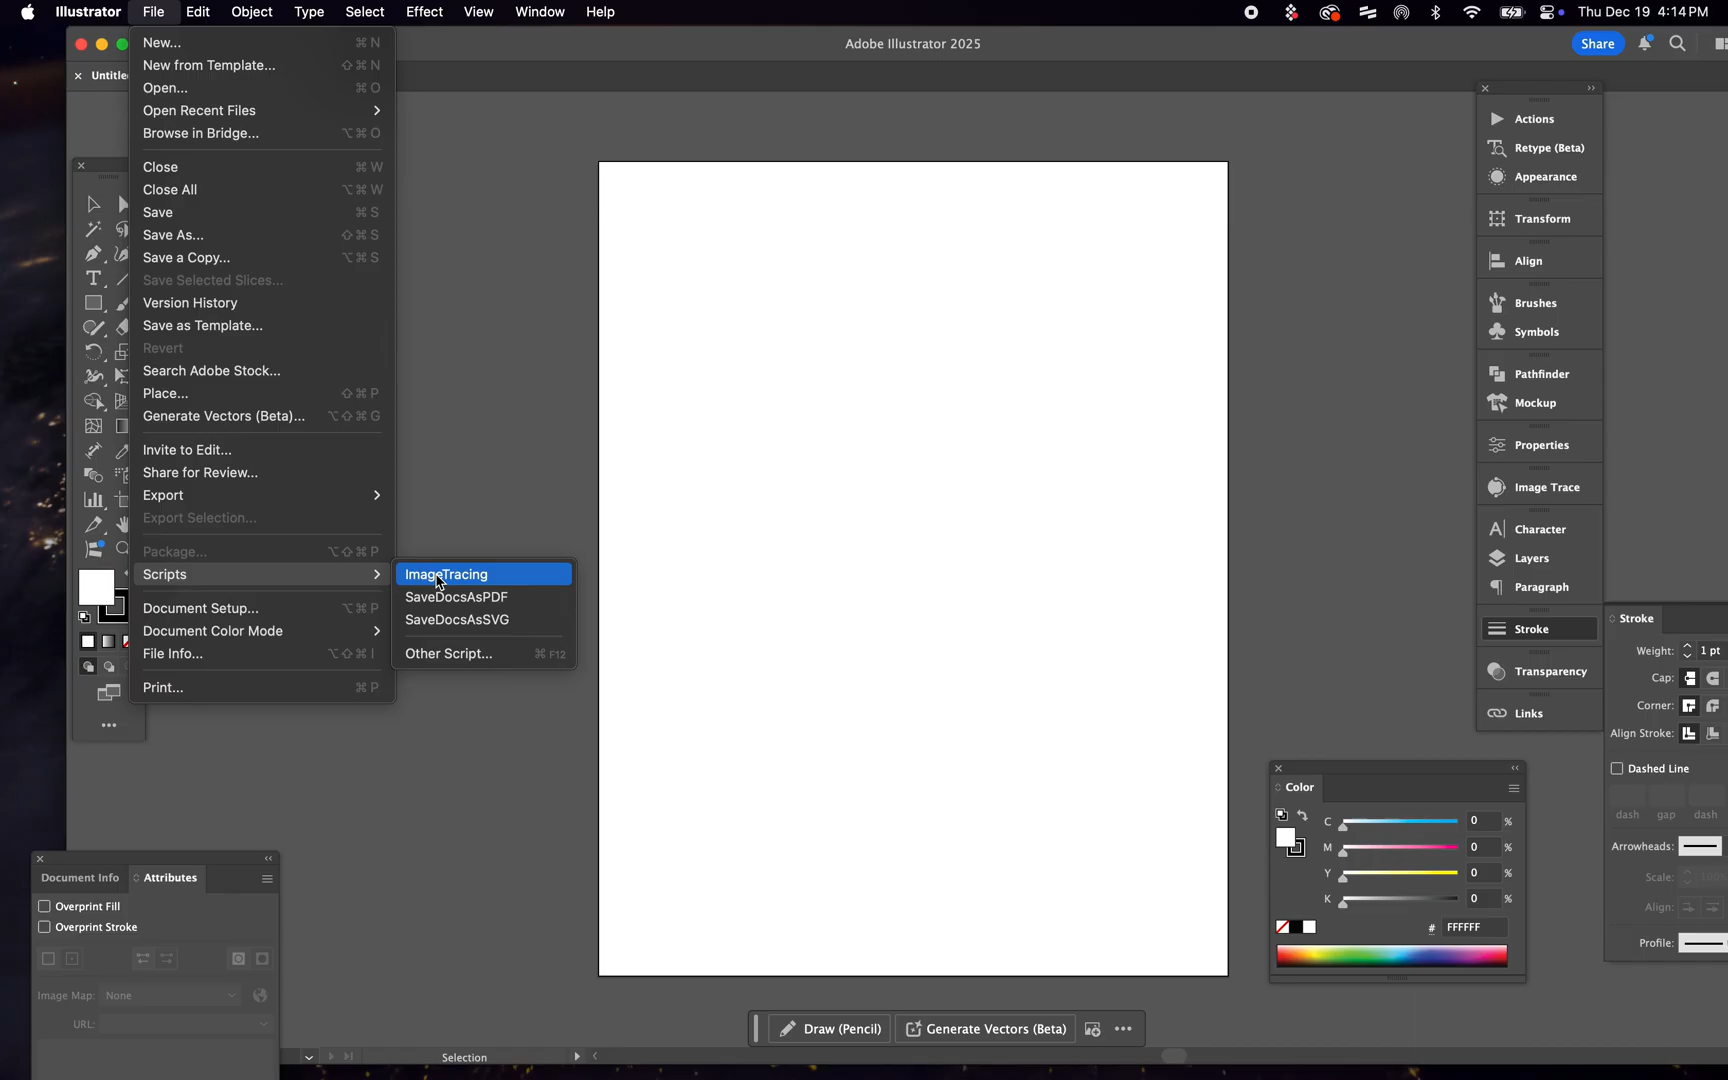 Illustrator File Edit Object Type Select Effect View Window Help
Thu Dec 19 4:14 PM
Adobe Illustrator 2025
Share
New... ⌘ N
New from Template... ⇧ ⌘ N
Open... ⌘ O
Open Recent Files
Browse in Bridge... ⌥ ⌘ O
Close ⌘ W
Close All ⌥ ⌘ W
Save ⌘ S
Save As... ⇧ ⌘ S
Save a Copy... ⌥ ⌘ S
Save Selected Slices...
Version History
Save as Template...
Revert
Search Adobe Stock...
Place... ⇧ ⌘ P
Generate Vectors (Beta)... ⌥ ⇧ ⌘ G
Invite to Edit...
Share for Review...
Export
Export Selection...
Package... ⌥ ⇧ ⌘ P
Scripts
Document Setup... ⌥ ⌘ P
Document Color Mode
File Info... ⌥ ⇧ ⌘ I
Print... ⌘ P
ImageTracing
SaveDocsAsPDF
SaveDocsAsSVG
Other Script... ⌘ F12
Actions
Retype (Beta)
Appearance
Transform
Align
Brushes
Symbols
Pathfinder
Mockup
Properties
Image Trace
Character
Layers
Paragraph
Stroke
Transparency
Links
Stroke
Weight: 1 pt
Cap:
Corner:
Align Stroke:
Dashed Line
dash gap dash
Arrowheads:
Scale:
Align:
Profile:
Color
C 0 %
M 0 %
Y 0 %
K 0 %
# FFFFFF
Document Info Attributes
Overprint Fill
Overprint Stroke
Image Map: None
URL:
Draw (Pencil) Generate Vectors (Beta)
Selection